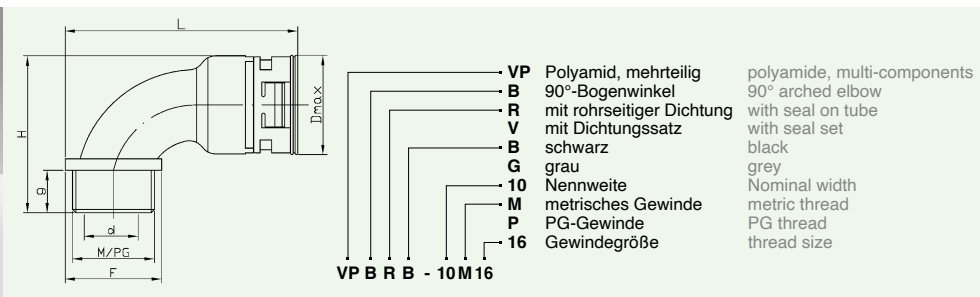 L
H
Dmax
g
d
M/PG
F
VP Polyamid, mehrteilig polyamide, multi-components
B 90°-Bogenwinkel 90° arched elbow
R mit rohrseitiger Dichtung with seal on tube
V mit Dichtungssatz with seal set
B schwarz black
G grau grey
10 Nennweite Nominal width
M metrisches Gewinde metric thread
P PG-Gewinde PG thread
16 Gewindegröße thread size
VP B R B - 10 M 16